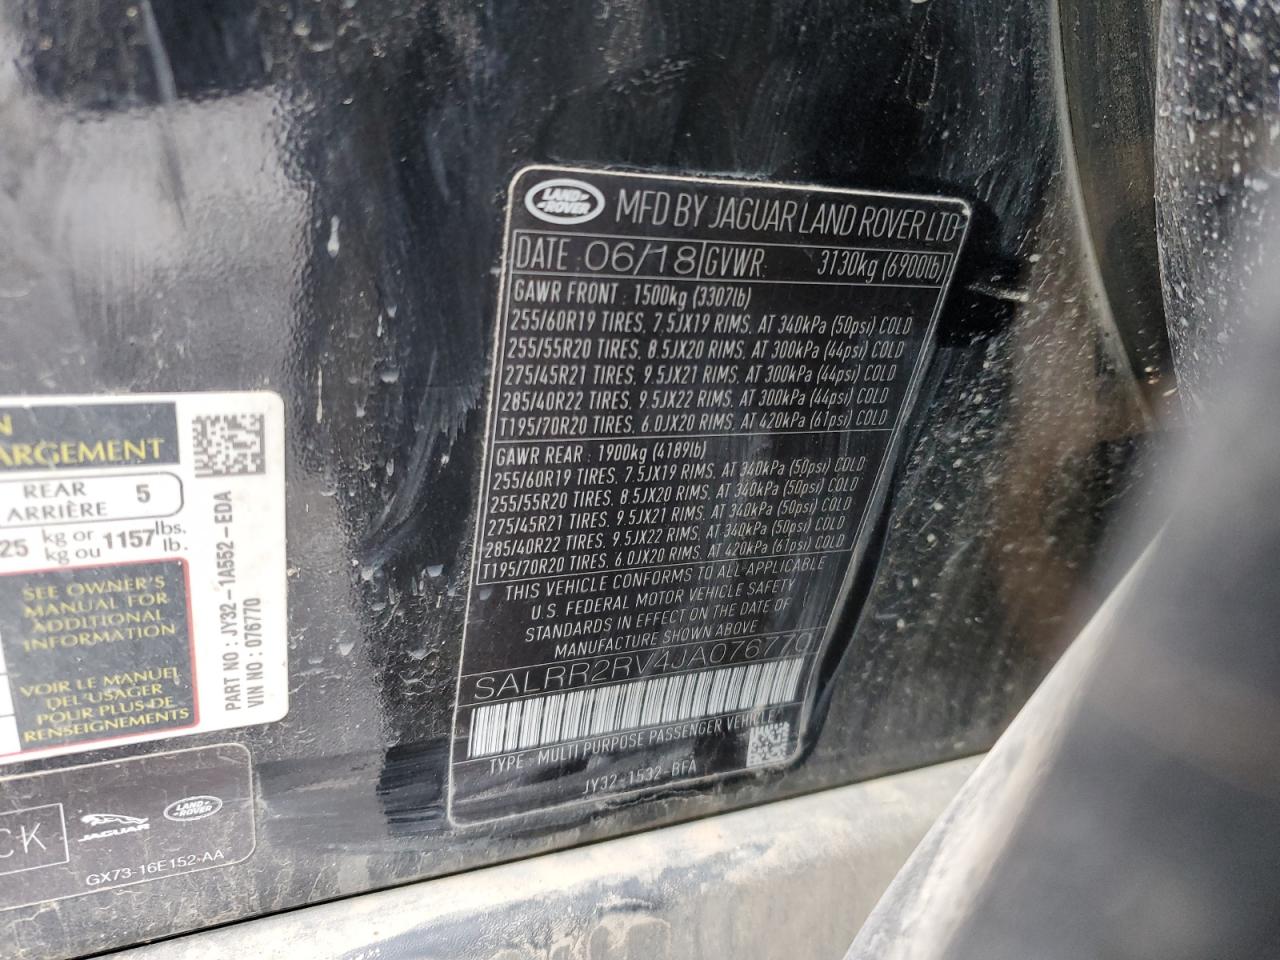 LAND ROVER
MFD BY JAGUAR LAND ROVER LTD
DATE 06/18 GVWR 3130kg (6900lb)
GAWR FRONT : 1500kg (3307lb)
255/60R19 TIRES, 7.5JX19 RIMS, AT 340kPa (50psi) COLD
255/55R20 TIRES, 8.5JX20 RIMS, AT 300kPa (44psi) COLD
275/45R21 TIRES, 9.5JX21 RIMS, AT 300kPa (44psi) COLD
285/40R22 TIRES, 9.5JX22 RIMS, AT 300kPa (44psi) COLD
T195/70R20 TIRES, 6.0JX20 RIMS, AT 420kPa (61psi) COLD
GAWR REAR : 1900kg (4189lb)
255/60R19 TIRES, 7.5JX19 RIMS, AT 340kPa (50psi) COLD
255/55R20 TIRES, 8.5JX20 RIMS, AT 340kPa (50psi) COLD
275/45R21 TIRES, 9.5JX21 RIMS, AT 340kPa (50psi) COLD
285/40R22 TIRES, 9.5JX22 RIMS, AT 340kPa (50psi) COLD
T195/70R20 TIRES, 6.0JX20 RIMS, AT 420kPa (61psi) COLD
THIS VEHICLE CONFORMS TO ALL APPLICABLE
U.S. FEDERAL MOTOR VEHICLE SAFETY
STANDARDS IN EFFECT ON THE DATE OF
MANUFACTURE SHOWN ABOVE
SALRR2RV4JA076770
TYPE : MULTI PURPOSE PASSENGER VEHICLE
JY32-1532-BFA
N
ARGEMENT
REAR 5
ARRIÈRE
25 kg or 1157 lbs.
kg ou lb.
SEE OWNER'S
MANUAL FOR
ADDITIONAL
INFORMATION
VOIR LE MANUEL
DE L'USAGER
POUR PLUS DE
RENSEIGNEMENTS
PART NO : JY32-1A552-EDA
VIN NO : 076770
CK
JAGUAR
LAND ROVER
GX73-16E152-AA